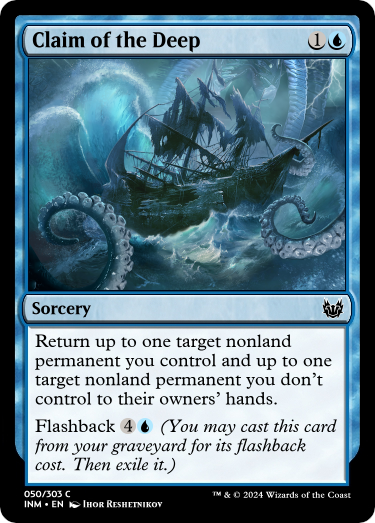 Claim of the Deep 1
Sorcery
Return up to one target nonland
permanent you control and up to one
target nonland permanent you don't
control to their owners' hands.
Flashback 4 (You may cast this card
from your graveyard for its flashback
cost. Then exile it.)
050/303 C
INM • EN Ihor Reshetnikov
™ & © 2024 Wizards of the Coast